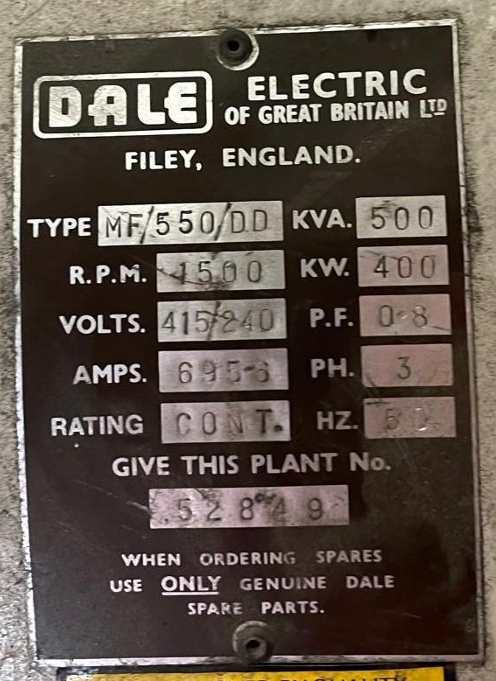 DALE ELECTRIC
OF GREAT BRITAIN LTD
FILEY, ENGLAND.
TYPE MF/550/DD KVA. 500
R.P.M. 1500 KW. 400
VOLTS. 415/240 P.F. 0.8
AMPS. 695.6 PH. 3
RATING CONT. HZ. 50
GIVE THIS PLANT No.
52849
WHEN ORDERING SPARES
USE ONLY GENUINE DALE
SPARE PARTS.